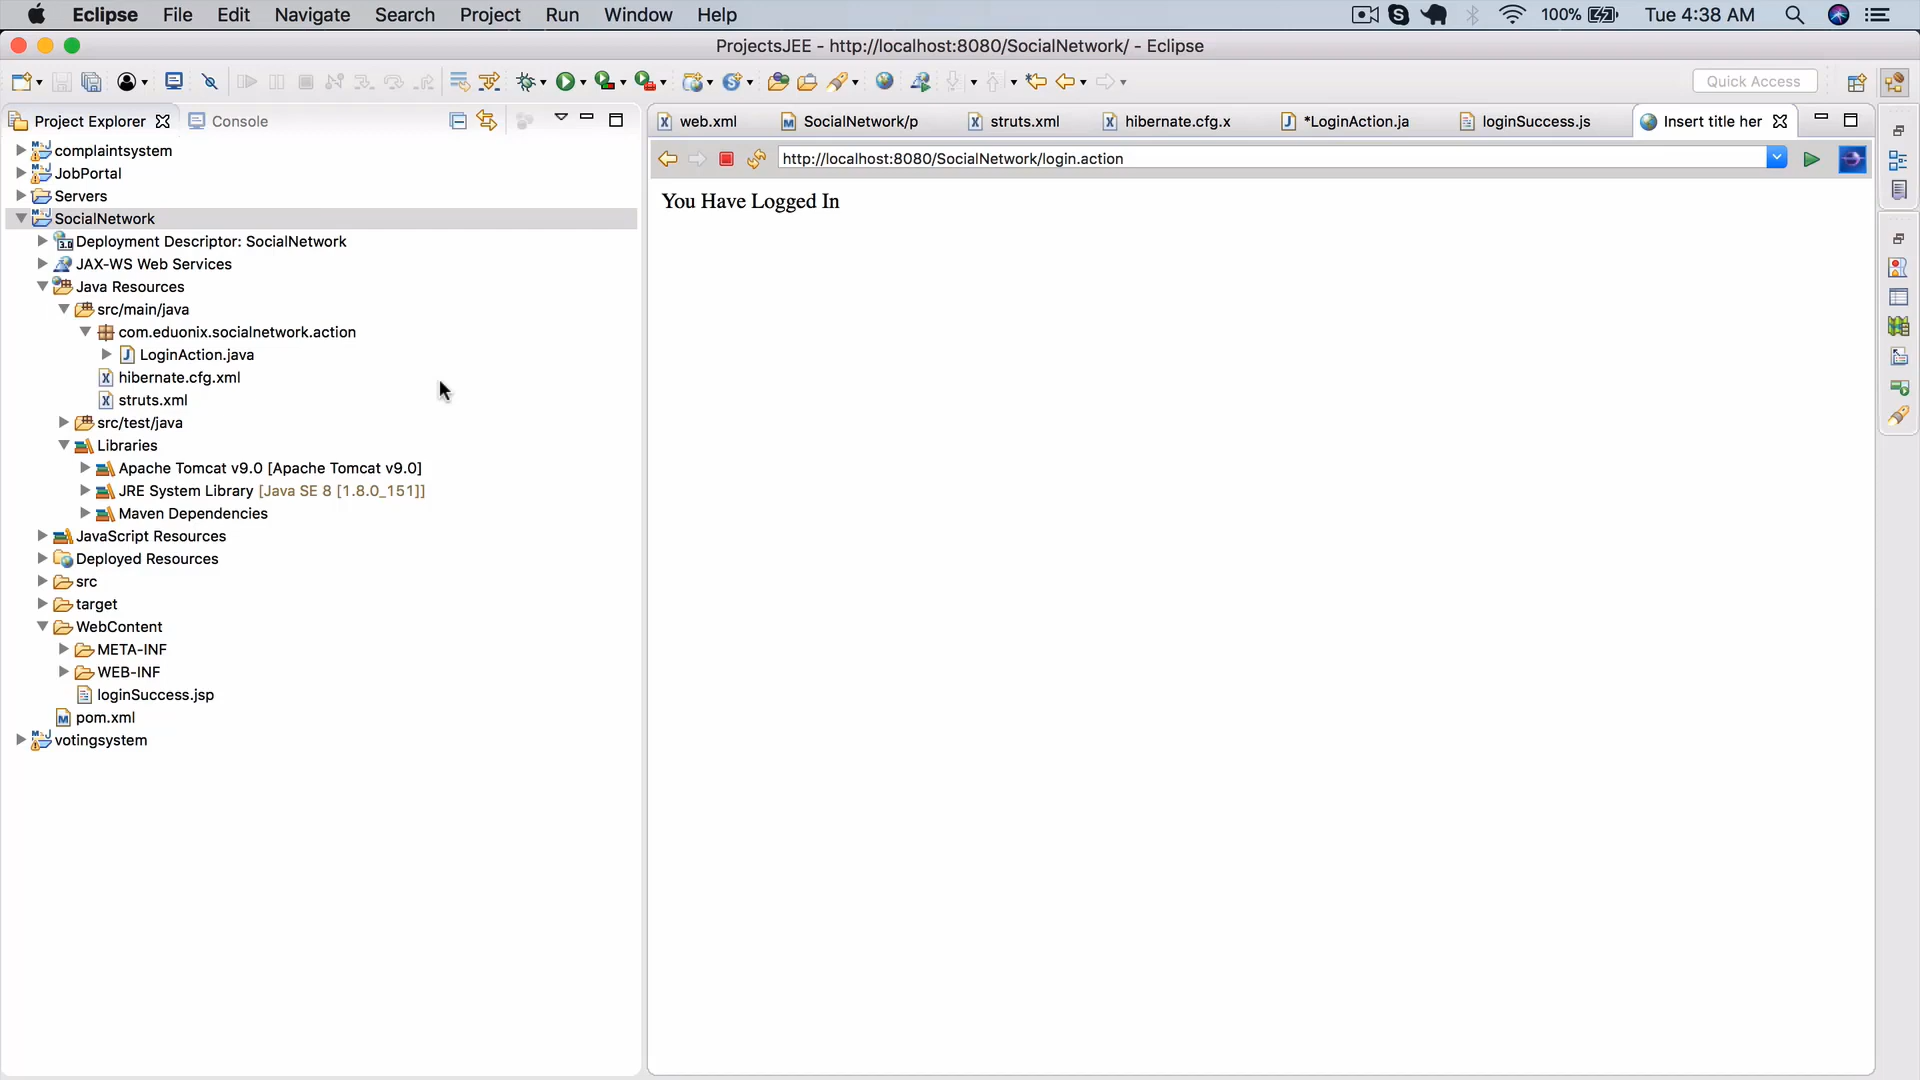 Eclipse File Edit Navigate Search Project Run Window Help 100% Tue 4:38 AM
ProjectsJEE - http://localhost:8080/SocialNetwork/ - Eclipse
Quick Access
Project Explorer Console
web.xml SocialNetwork/p struts.xml hibernate.cfg.x *LoginAction.ja loginSuccess.js Insert title her
http://localhost:8080/SocialNetwork/login.action
You Have Logged In
complaintsystem
JobPortal
Servers
SocialNetwork
Deployment Descriptor: SocialNetwork
JAX-WS Web Services
Java Resources
src/main/java
com.eduonix.socialnetwork.action
LoginAction.java
hibernate.cfg.xml
struts.xml
src/test/java
Libraries
Apache Tomcat v9.0 [Apache Tomcat v9.0]
JRE System Library [Java SE 8 [1.8.0_151]]
Maven Dependencies
JavaScript Resources
Deployed Resources
src
target
WebContent
META-INF
WEB-INF
loginSuccess.jsp
pom.xml
votingsystem